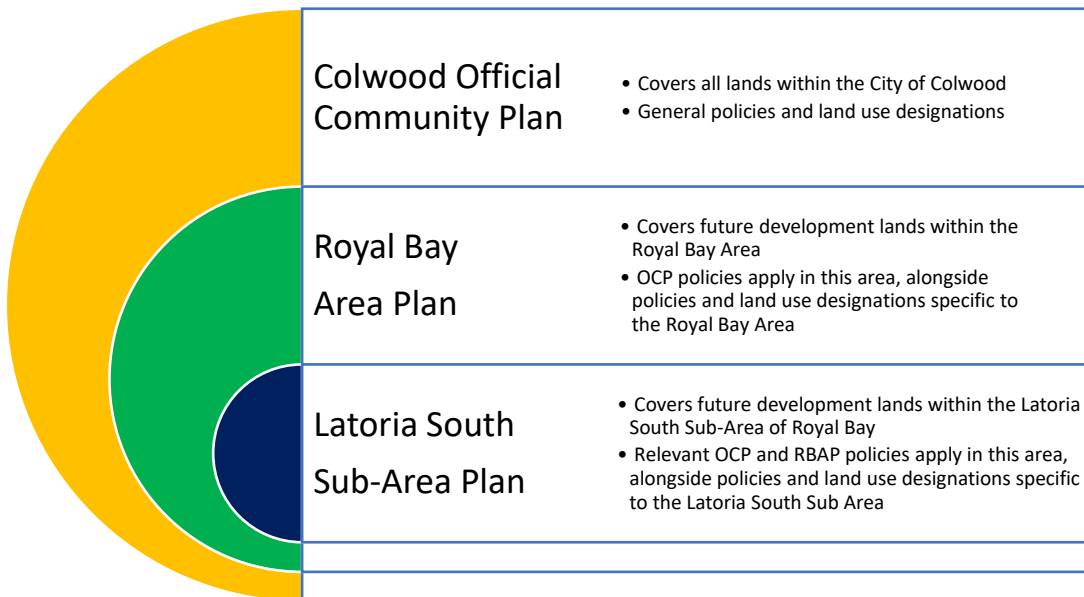 Colwood Official
Community Plan
• Covers all lands within the City of Colwood
• General policies and land use designations
Royal Bay
Area Plan
• Covers future development lands within the
Royal Bay Area
• OCP policies apply in this area, alongside
policies and land use designations specific to
the Royal Bay Area
Latoria South
Sub-Area Plan
• Covers future development lands within the Latoria
South Sub-Area of Royal Bay
• Relevant OCP and RBAP policies apply in this area,
alongside policies and land use designations specific
to the Latoria South Sub Area